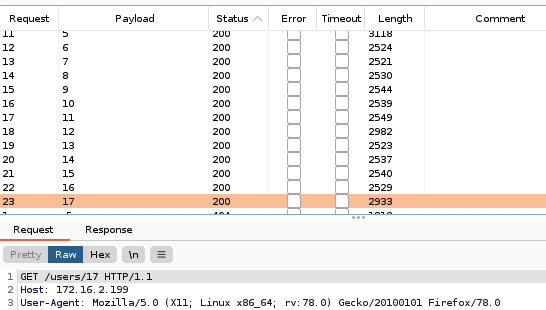 Request Payload Status Error Timeout Length Comment
11 5 200 3118
12 6 200 2524
13 7 200 2521
14 8 200 2530
15 9 200 2544
16 10 200 2539
17 11 200 2549
18 12 200 2982
19 13 200 2523
20 14 200 2537
21 15 200 2540
22 16 200 2529
23 17 200 2933
Request Response
Pretty Raw Hex \n
1 GET /users/17 HTTP/1.1
2 Host: 172.16.2.199
3 User-Agent: Mozilla/5.0 (X11; Linux x86_64; rv:78.0) Gecko/20100101 Firefox/78.0